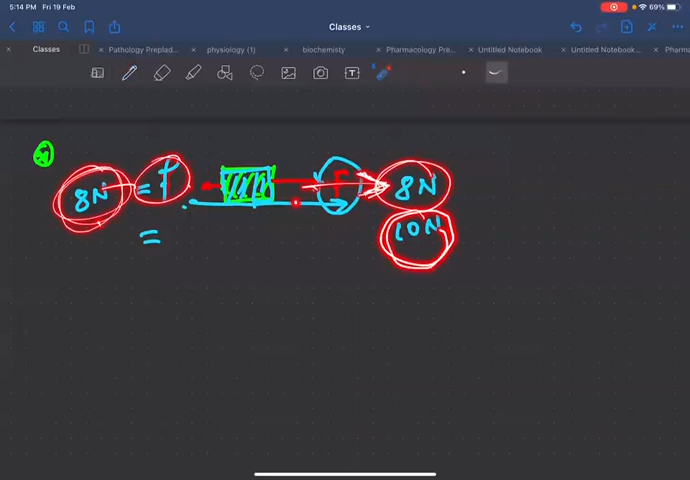 5:14 PM Fri 19 Feb
69%
Classes
Classes
Pathology Preplad...
physiology (1)
biochemisty
Pharmacology Pre...
Untitled Notebook
Untitled Notebook...
Pharma
T
8N = f F 8N
= 10N